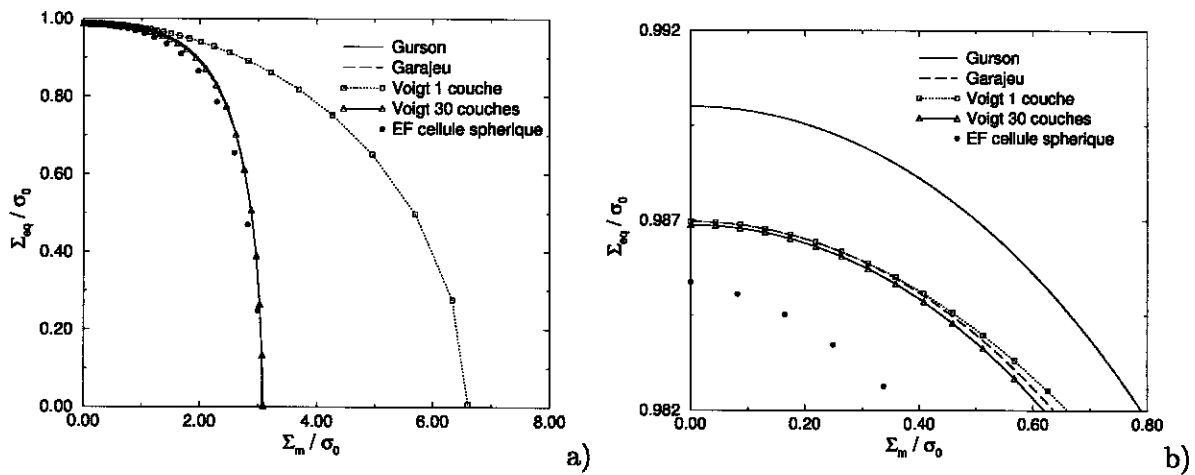 1.00
0.80
0.60
0.40
0.20
0.00
Σeq / σ0
0.00
2.00
4.00
6.00
8.00
Σm / σ0
Gurson
Garajeu
Voigt 1 couche
Voigt 30 couches
EF cellule spherique
a)
0.992
0.987
0.982
Σeq / σ0
0.00
0.20
0.40
0.60
0.80
Σm / σ0
Gurson
Garajeu
Voigt 1 couche
Voigt 30 couches
EF cellule spherique
b)